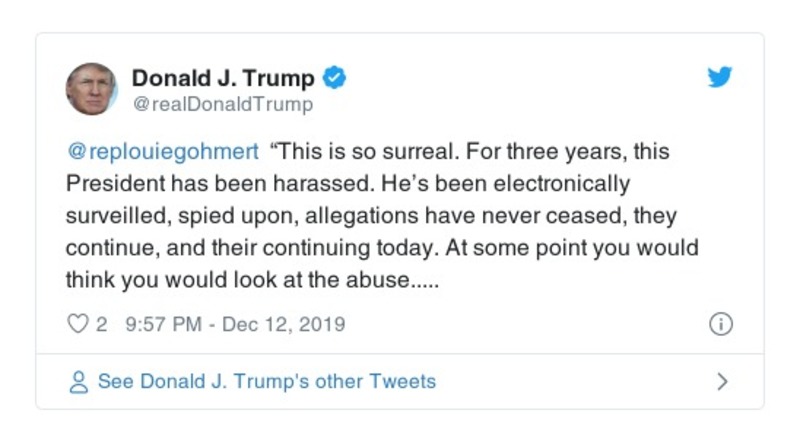 Donald J. Trump
@realDonaldTrump
@replouiegohmert “This is so surreal. For three years, this
President has been harassed. He’s been electronically
surveilled, spied upon, allegations have never ceased, they
continue, and their continuing today. At some point you would
think you would look at the abuse.....
2 9:57 PM - Dec 12, 2019
See Donald J. Trump's other Tweets